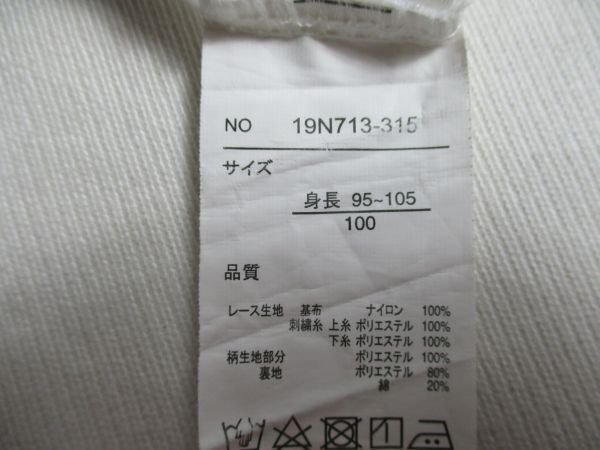 NO 19N713-315
サイズ
身長 95~105
100
品質
レース生地 基布 ナイロン 100%
刺繍糸 上糸 ポリエステル 100%
下糸 ポリエステル 100%
柄生地部分 ポリエステル 100%
裏地 ポリエステル 80%
綿 20%